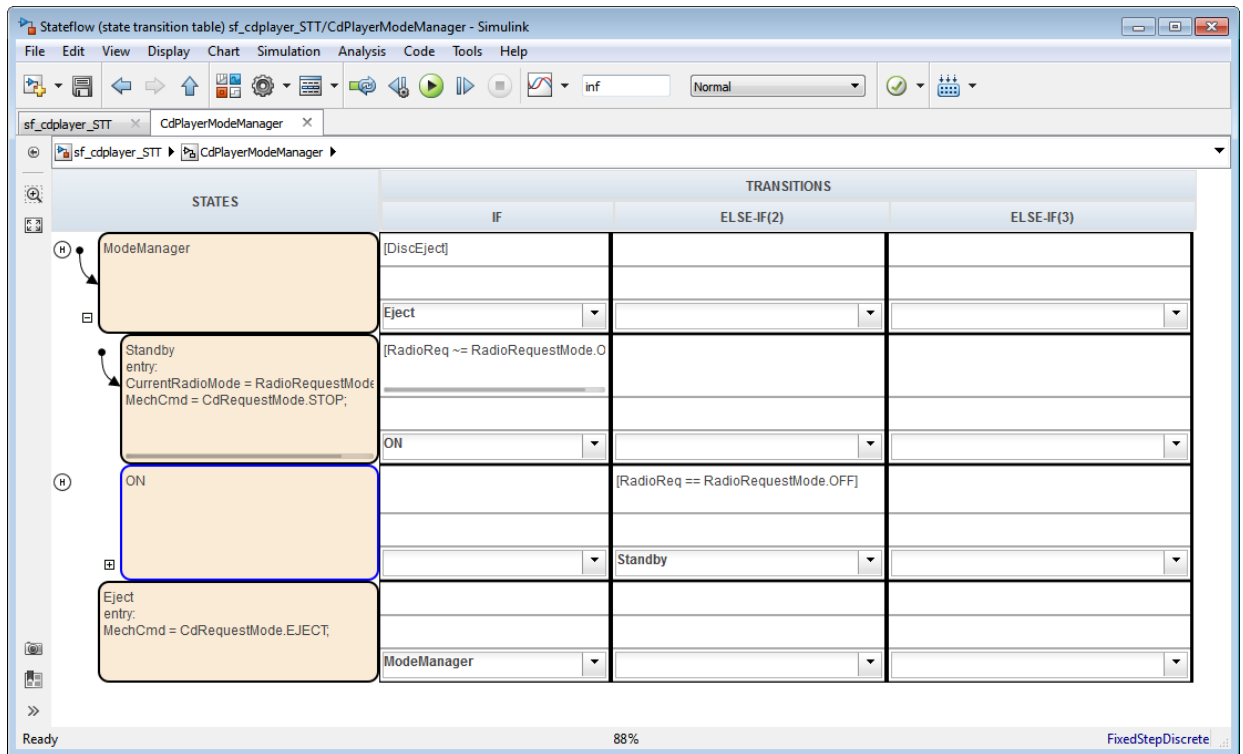 Stateflow (state transition table) sf_cdplayer_STT/CdPlayerModeManager - Simulink
File Edit View Display Chart Simulation Analysis Code Tools Help
inf Normal
sf_cdplayer_STT CdPlayerModeManager
sf_cdplayer_STT CdPlayerModeManager
STATES TRANSITIONS
IF ELSE-IF(2) ELSE-IF(3)
H ModeManager [DiscEject]
Eject
Standby [RadioReq ~= RadioRequestMode.O
entry:
CurrentRadioMode = RadioRequestMode
MechCmd = CdRequestMode.STOP;
ON
H ON [RadioReq == RadioRequestMode.OFF]
Standby
Eject
entry:
MechCmd = CdRequestMode.EJECT;
ModeManager
Ready 88% FixedStepDiscrete